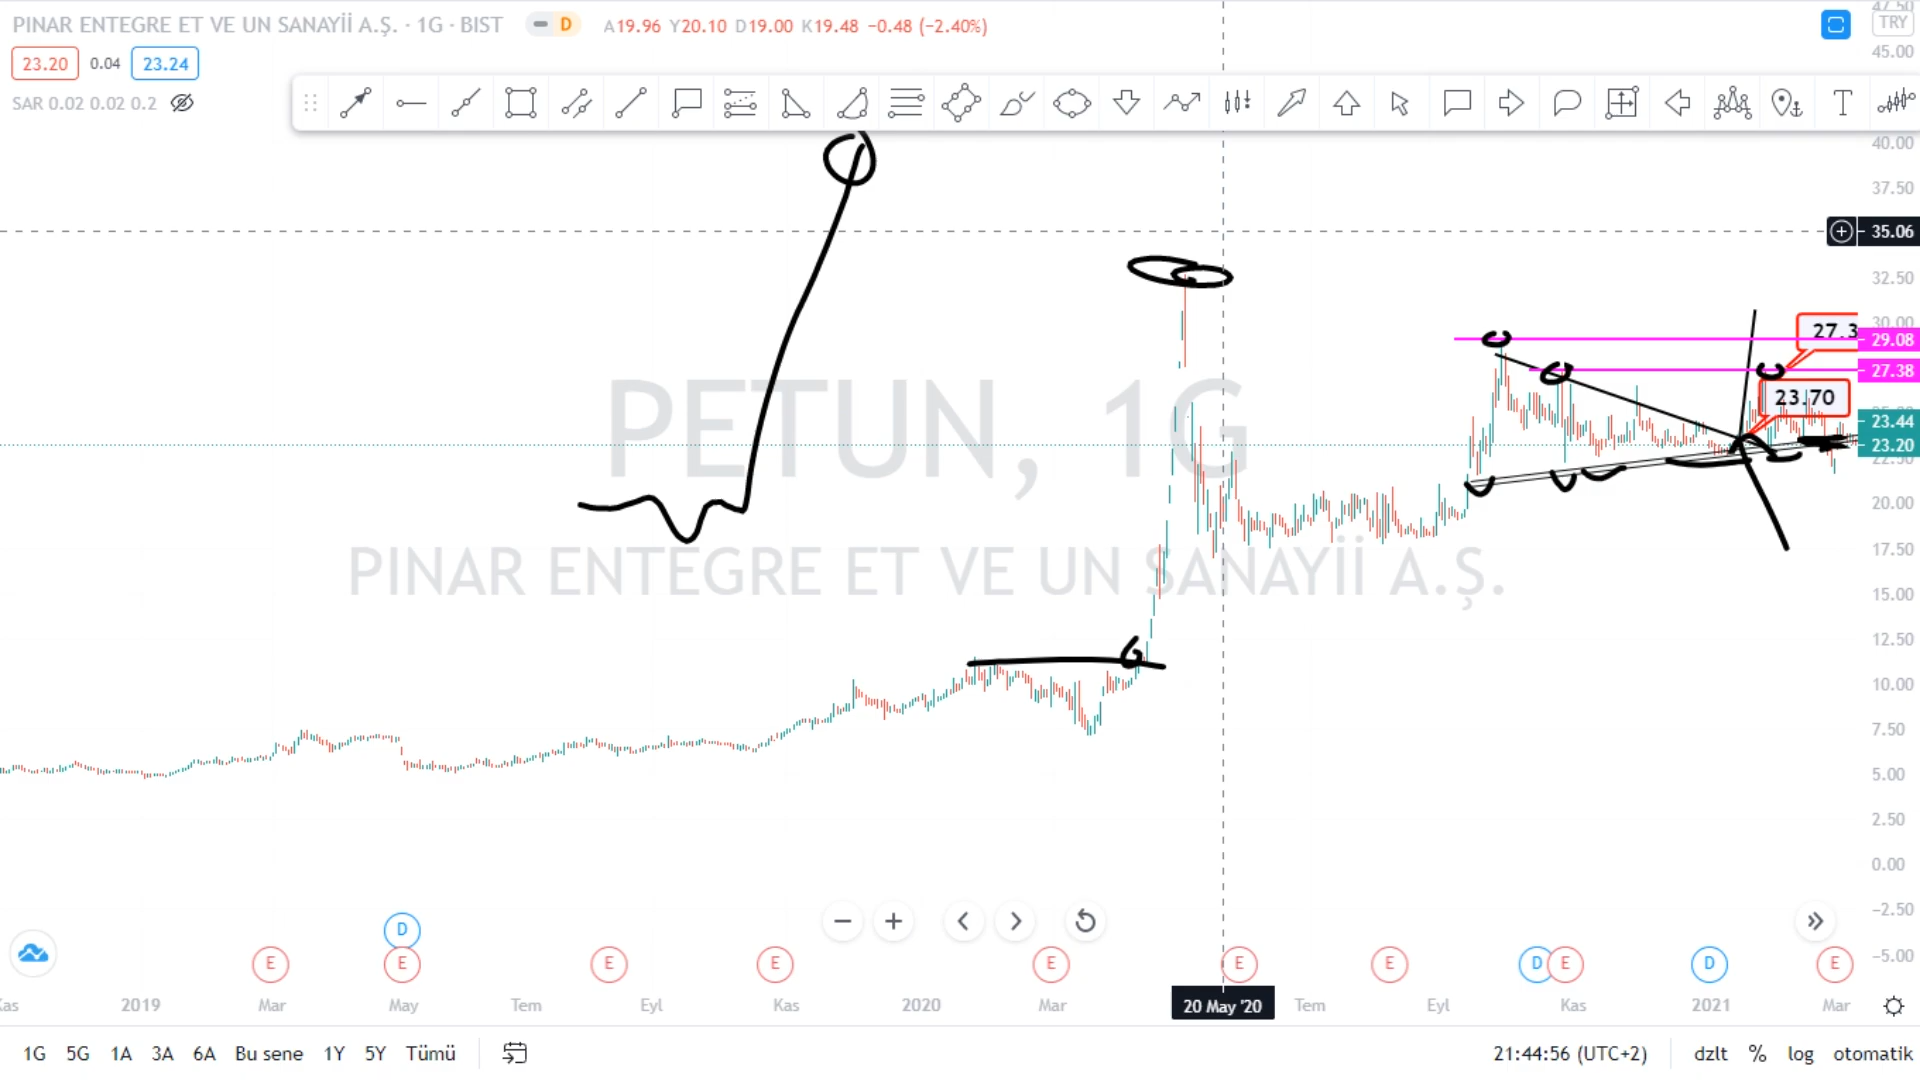 PINAR ENTEGRE ET VE UN SANAYİİ A.Ş. · 1G · BIST
D
A19.96 Y20.10 D19.00 K19.48 −0.48 (−2.40%)
TRY
45.00
23.20 0.04 23.24
SAR 0.02 0.02 0.2
T
40.00
37.50
35.06
32.50
30.00
27.3
29.08
27.38
23.70
23.44
23.20
PETUN, 1G
PINAR ENTEGRE ET VE UN SANAYİİ A.Ş.
20.00
17.50
15.00
12.50
10.00
7.50
5.00
2.50
0.00
−2.50
−5.00
D
E E E E E E E D E D E
2019 Mar May Tem Eyl Kas 2020 Mar 20 May '20 Tem Eyl Kas 2021 Mar
1G 5G 1A 3A 6A Bu sene 1Y 5Y Tümü
21:44:56 (UTC+2) dzlt % log otomatik